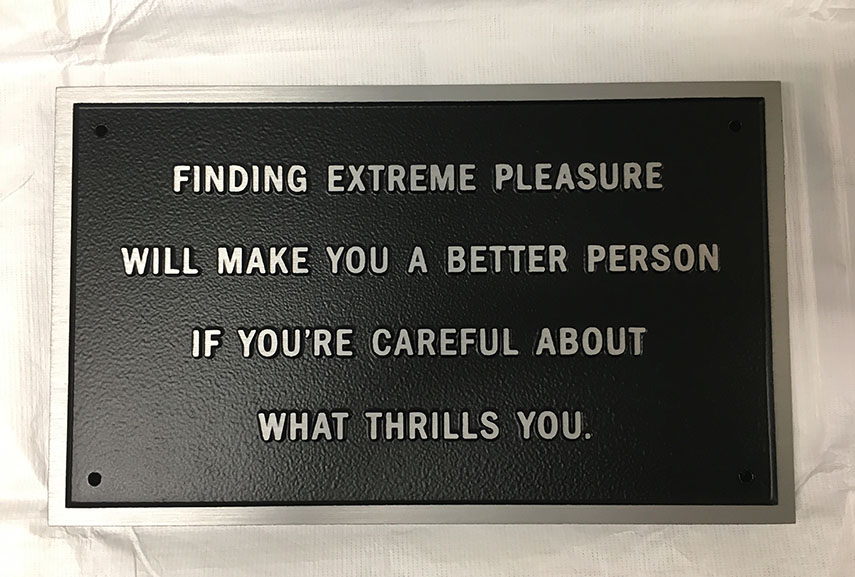 FINDING EXTREME PLEASURE
WILL MAKE YOU A BETTER PERSON
IF YOU'RE CAREFUL ABOUT
WHAT THRILLS YOU.